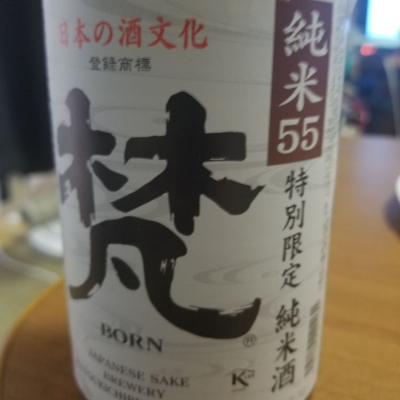 日本の酒文化
登録商標
梵
®
BORN
JAPANESE SAKE
BREWERY
純米55
特別限定 純米酒
K